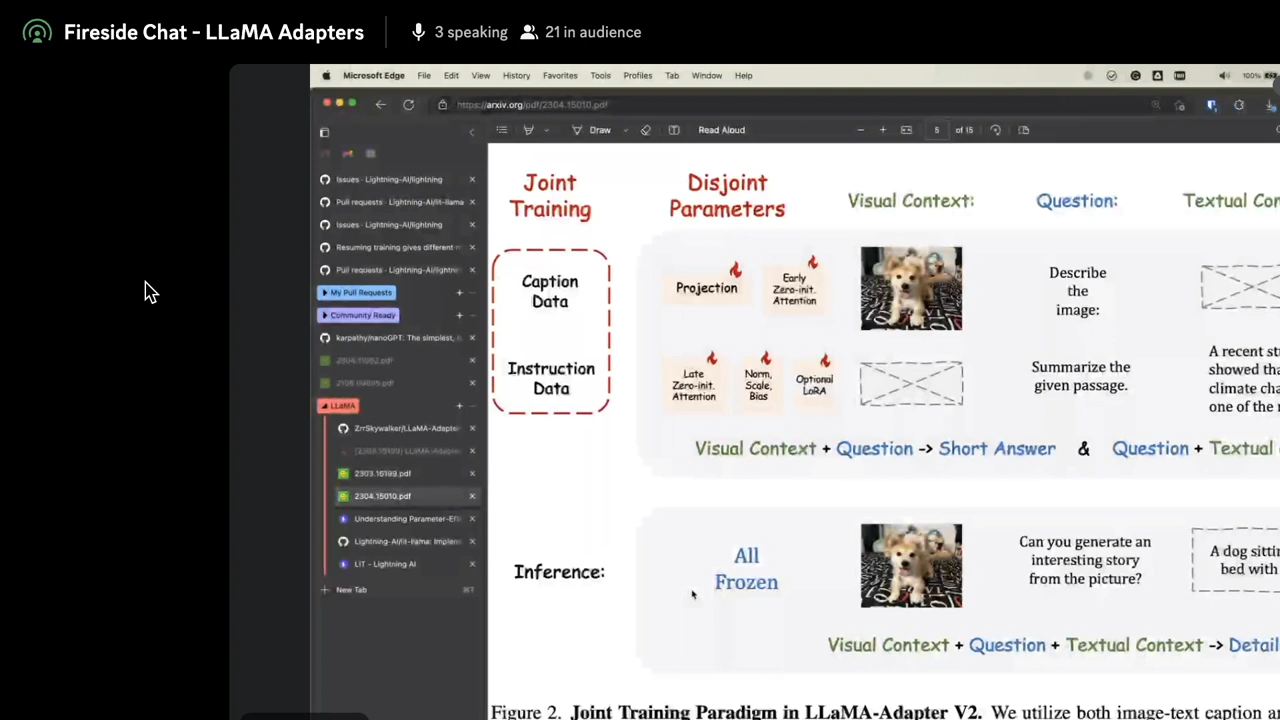 Fireside Chat - LLaMA Adapters
3 speaking
21 in audience
Microsoft Edge File Edit View History Favorites Tools Profiles Tab Window Help
100%
https://arxiv.org/pdf/2304.15010.pdf
Draw
Read Aloud
5 of 15
Issues · Lightning-AI/lightning
Pull requests · Lightning-AI/lit-llama
Issues · Lightning-AI/lightning
Resuming training gives different
Pull requests · Lightning-AI/lightni
My Pull Requests
Community Ready
karpathy/nanoGPT: The simplest,
LLaMA
ZrrSkywalker/LLaMA-Adapte
[2303.16199] LLaMA-Adapte
2303.16199.pdf
2304.15010.pdf
Understanding Parameter-Effi
Lightning-AI/lit-llama: Implem
LIT - Lightning AI
New Tab
Joint
Training
Disjoint
Parameters
Visual Context:
Question:
Textual Co
Caption
Data
Projection
Early
Zero-init.
Attention
Describe
the
image:
Instruction
Data
Late
Zero-init.
Attention
Norm,
Scale,
Bias
Optional
LoRA
Summarize the
given passage.
A recent st
showed tha
climate cha
one of the
Visual Context + Question -> Short Answer & Question + Textual
Inference:
All
Frozen
Can you generate an
interesting story
from the picture?
A dog sittin
bed with
Visual Context + Question + Textual Context -> Detail
Figure 2. Joint Training Paradigm in LLaMA-Adapter V2. We utilize both image-text caption a